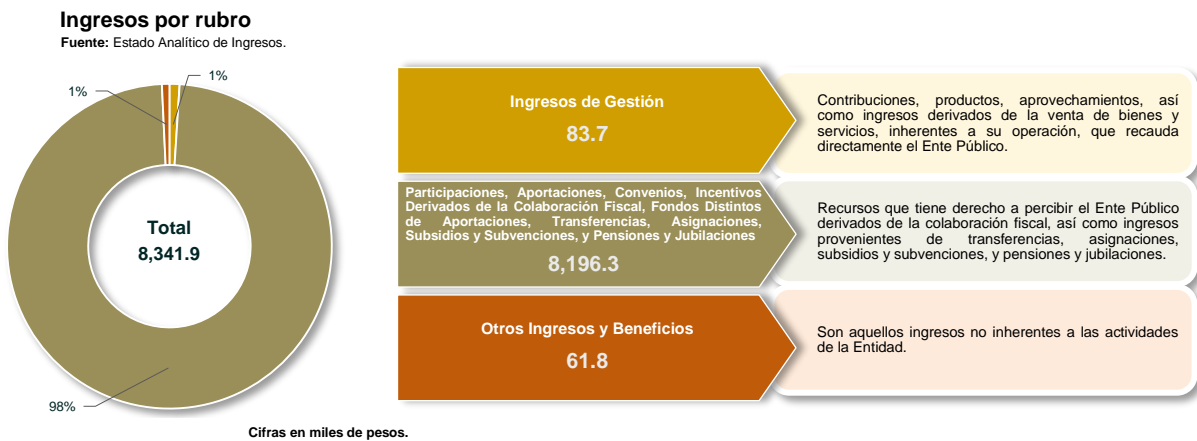 Ingresos por rubro
Fuente: Estado Analítico de Ingresos.
1%
1%
Total
8,341.9
98%
Ingresos de Gestión
83.7
Contribuciones, productos, aprovechamientos, así
como ingresos derivados de la venta de bienes y
servicios, inherentes a su operación, que recauda
directamente el Ente Público.
Participaciones, Aportaciones, Convenios, Incentivos
Derivados de la Colaboración Fiscal, Fondos Distintos
de Aportaciones, Transferencias, Asignaciones,
Subsidios y Subvenciones, y Pensiones y Jubilaciones
8,196.3
Recursos que tiene derecho a percibir el Ente Público
derivados de la colaboración fiscal, así como ingresos
provenientes de transferencias, asignaciones,
subsidios y subvenciones, y pensiones y jubilaciones.
Otros Ingresos y Beneficios
61.8
Son aquellos ingresos no inherentes a las actividades
de la Entidad.
Cifras en miles de pesos.